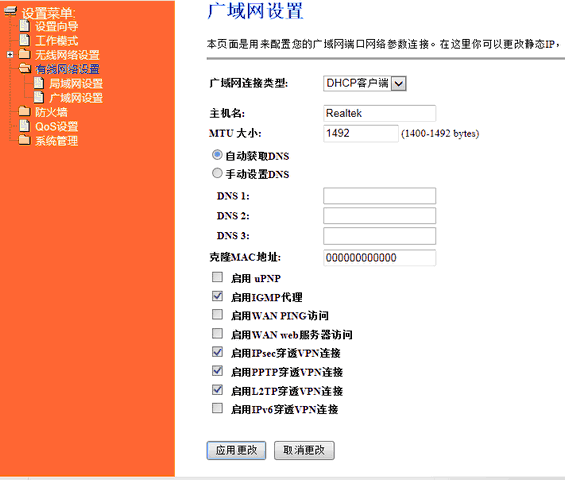 设置菜单:
设置向导
工作模式
无线网络设置
有线网络设置
局域网设置
广域网设置
防火墙
QoS设置
系统管理
广域网设置
本页面是用来配置您的广域网端口网络参数连接。在这里你可以更改静态IP，
广域网连接类型: DHCP客户端
主机名: Realtek
MTU 大小: 1492 (1400-1492 bytes)
自动获取DNS
手动设置DNS
DNS 1:
DNS 2:
DNS 3:
克隆MAC地址: 000000000000
启用 uPNP
启用IGMP代理
启用WAN PING访问
启用WAN web服务器访问
启用IPsec穿透VPN连接
启用PPTP穿透VPN连接
启用L2TP穿透VPN连接
启用IPv6穿透VPN连接
应用更改 取消更改